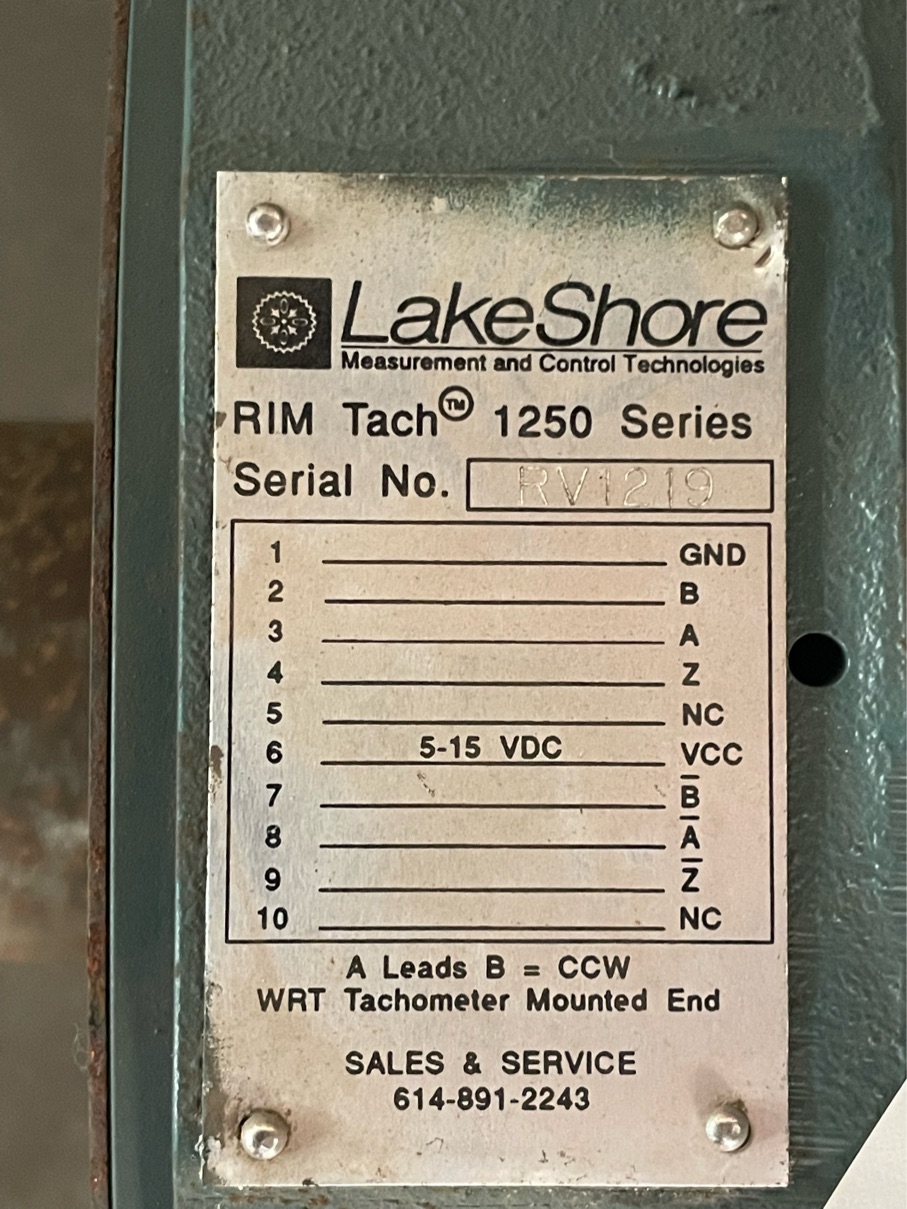 LakeShore
Measurement and Control Technologies
RIM Tach™ 1250 Series
Serial No. RV1219
1 GND
2 B
3 A
4 Z
5 NC
6 5-15 VDC VCC
7 B̅
8 A̅
9 Z̅
10 NC
A Leads B = CCW
WRT Tachometer Mounted End
SALES & SERVICE
614-891-2243